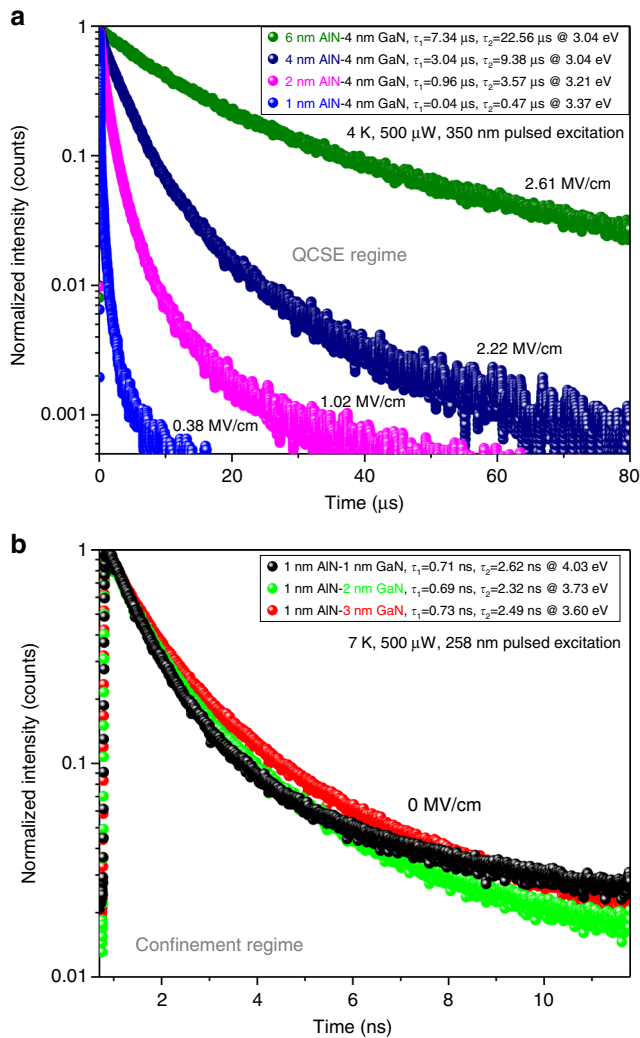 a
6 nm AlN-4 nm GaN, τ1=7.34 μs, τ2=22.56 μs @ 3.04 eV
4 nm AlN-4 nm GaN, τ1=3.04 μs, τ2=9.38 μs @ 3.04 eV
2 nm AlN-4 nm GaN, τ1=0.96 μs, τ2=3.57 μs @ 3.21 eV
1 nm AlN-4 nm GaN, τ1=0.04 μs, τ2=0.47 μs @ 3.37 eV
4 K, 500 μW, 350 nm pulsed excitation
2.61 MV/cm
QCSE regime
2.22 MV/cm
1.02 MV/cm
0.38 MV/cm
1
0.1
0.01
0.001
Normalized intensity (counts)
0 20 40 60 80
Time (μs)
b
1 nm AlN-1 nm GaN, τ1=0.71 ns, τ2=2.62 ns @ 4.03 eV
1 nm AlN-2 nm GaN, τ1=0.69 ns, τ2=2.32 ns @ 3.73 eV
1 nm AlN-3 nm GaN, τ1=0.73 ns, τ2=2.49 ns @ 3.60 eV
7 K, 500 μW, 258 nm pulsed excitation
0 MV/cm
Confinement regime
1
0.1
0.01
Normalized intensity (counts)
2 4 6 8 10
Time (ns)